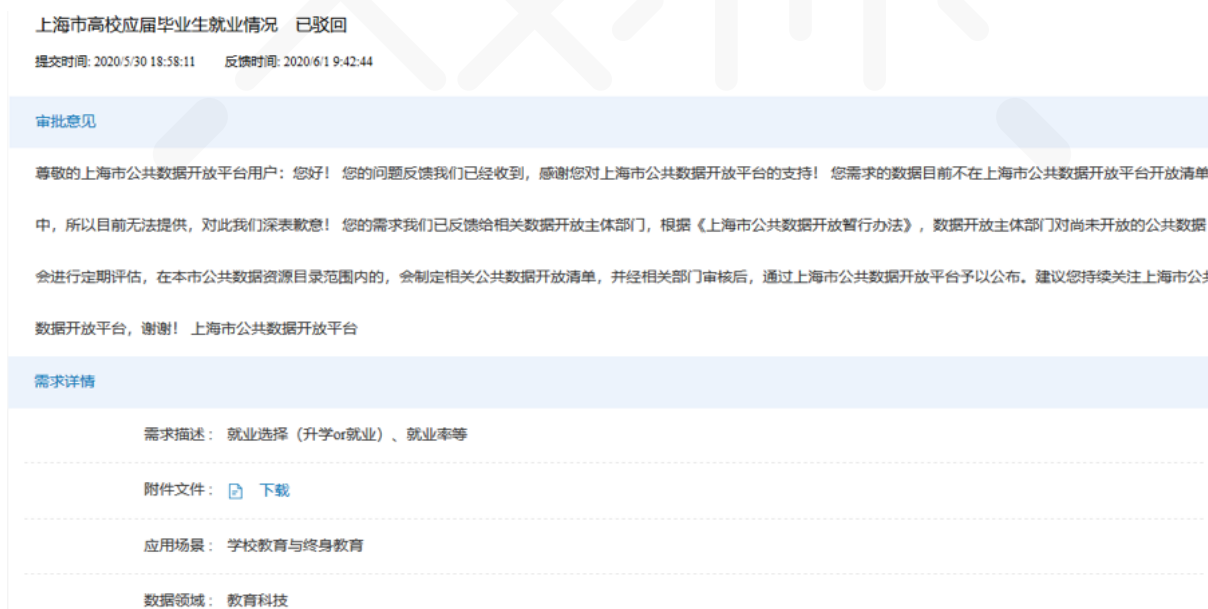 上海市高校应届毕业生就业情况 已驳回
提交时间: 2020/5/30 18:58:11 反馈时间: 2020/6/1 9:42:44
审批意见
尊敬的上海市公共数据开放平台用户：您好！ 您的问题反馈我们已经收到，感谢您对上海市公共数据开放平台的支持！ 您需求的数据目前不在上海市公共数据开放平台开放清单
中，所以目前无法提供，对此我们深表歉意！ 您的需求我们已反馈给相关数据开放主体部门，根据《上海市公共数据开放暂行办法》，数据开放主体部门对尚未开放的公共数据
会进行定期评估，在本市公共数据资源目录范围内的，会制定相关公共数据开放清单，并经相关部门审核后，通过上海市公共数据开放平台予以公布。建议您持续关注上海市公共
数据开放平台，谢谢！ 上海市公共数据开放平台
需求详情
需求描述： 就业选择（升学or就业）、就业率等
附件文件： 下载
应用场景： 学校教育与终身教育
数据领域： 教育科技